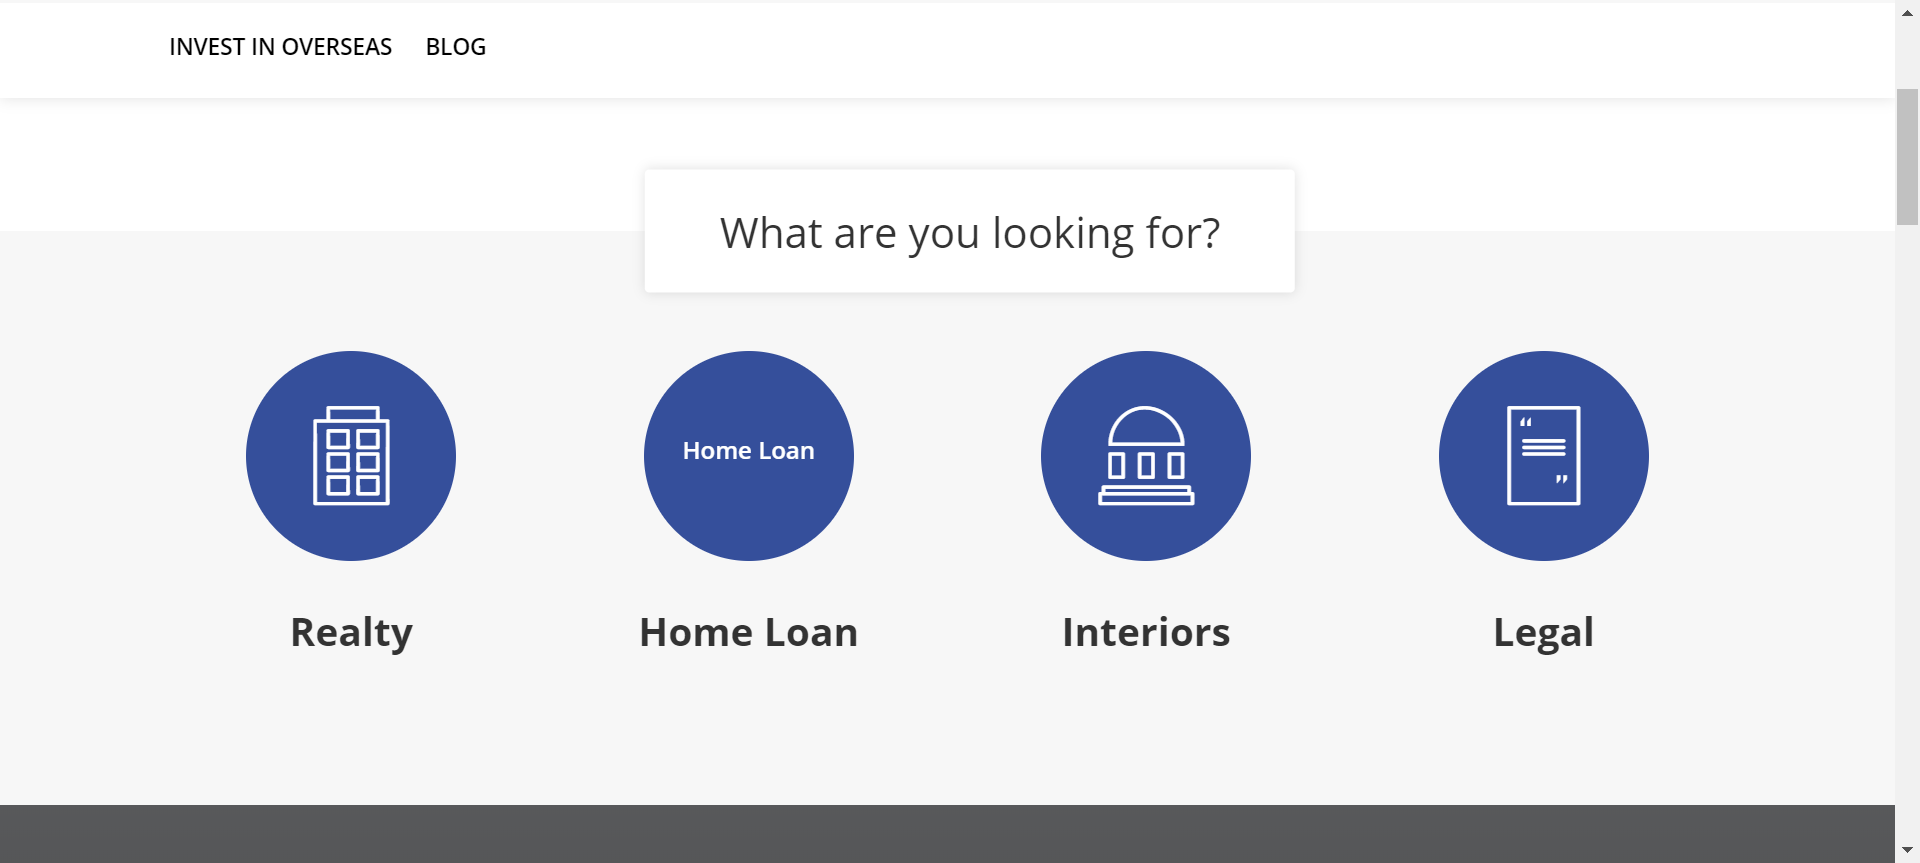 INVEST IN OVERSEAS BLOG
What are you looking for?
Home Loan
“
”
Realty Home Loan Interiors Legal